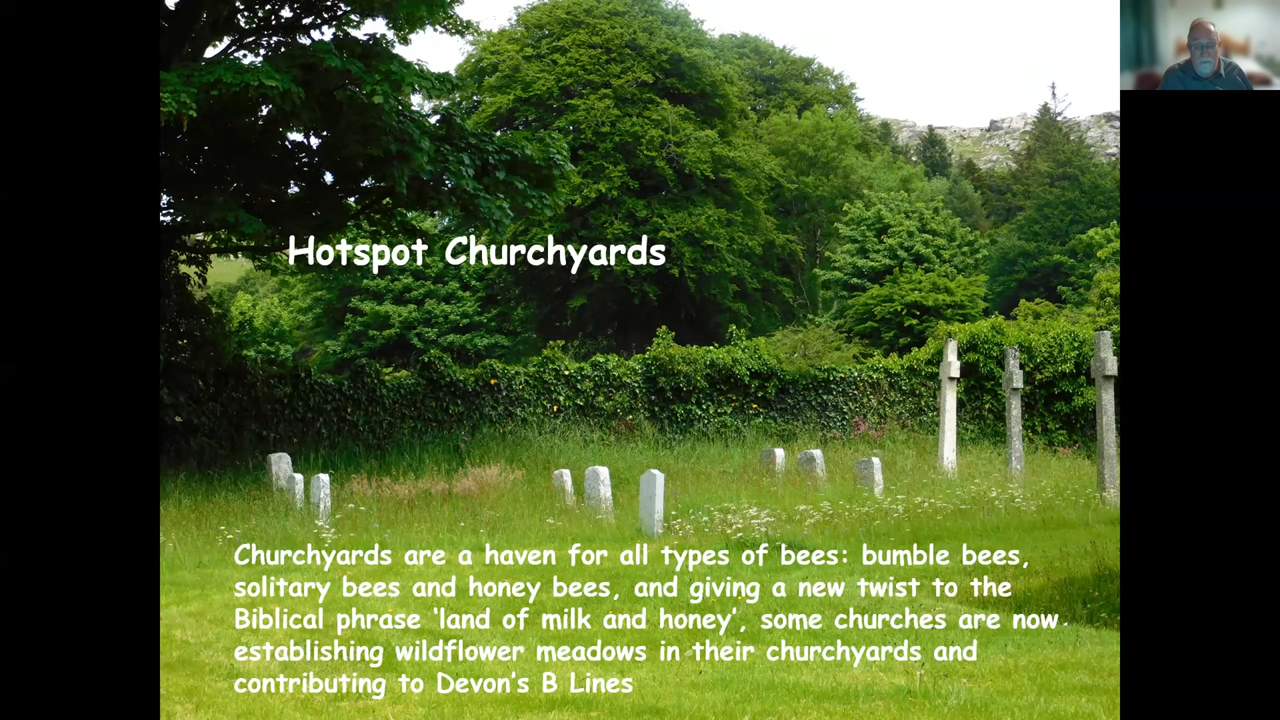 Hotspot Churchyards
Churchyards are a haven for all types of bees: bumble bees,
solitary bees and honey bees, and giving a new twist to the
Biblical phrase ‘land of milk and honey’, some churches are now
establishing wildflower meadows in their churchyards and
contributing to Devon’s B Lines